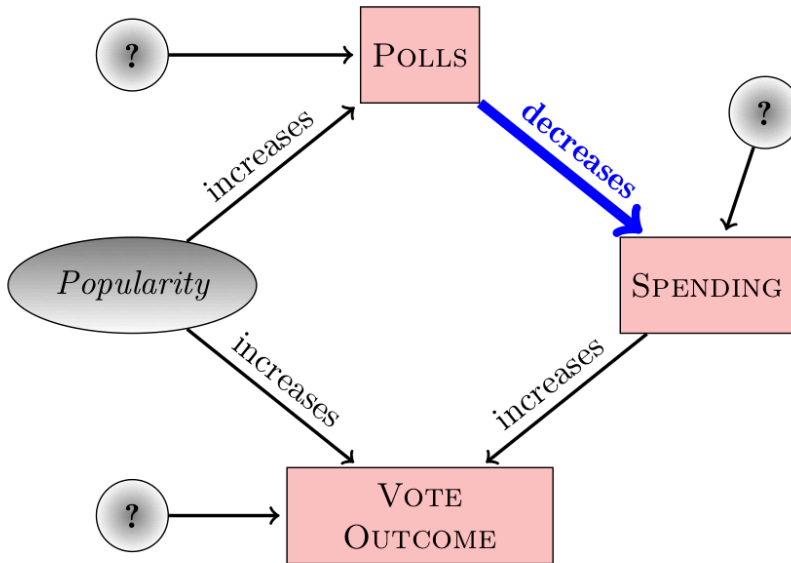 ?
POLLS
?
increases
decreases
Popularity
SPENDING
increases
increases
?
VOTE
OUTCOME